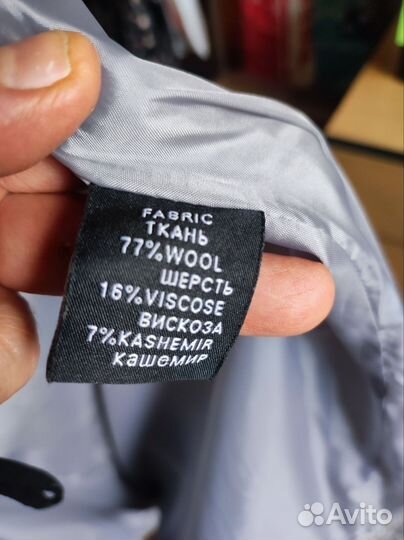 FABRIC
ТКАНЬ
77%WOOL
ШЕРСТЬ
16%VISCOSE
ВИСКОЗА
7%KASHEMIR
КАШЕМИР
Avito